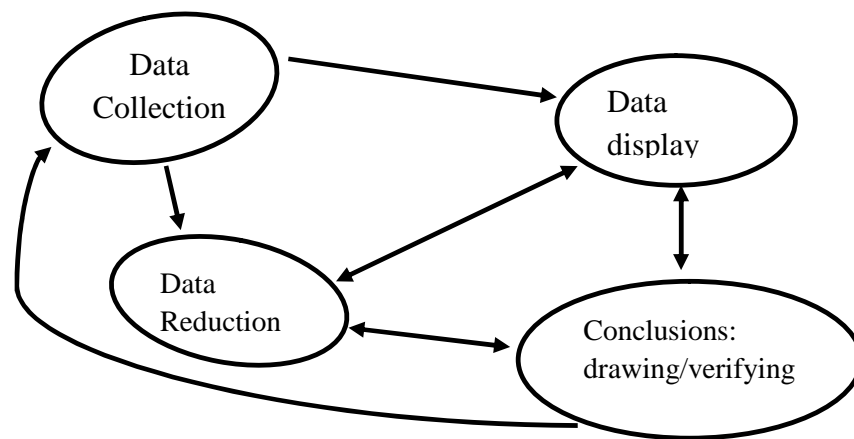 Data
Collection
Data
display
Data
Reduction
Conclusions:
drawing/verifying